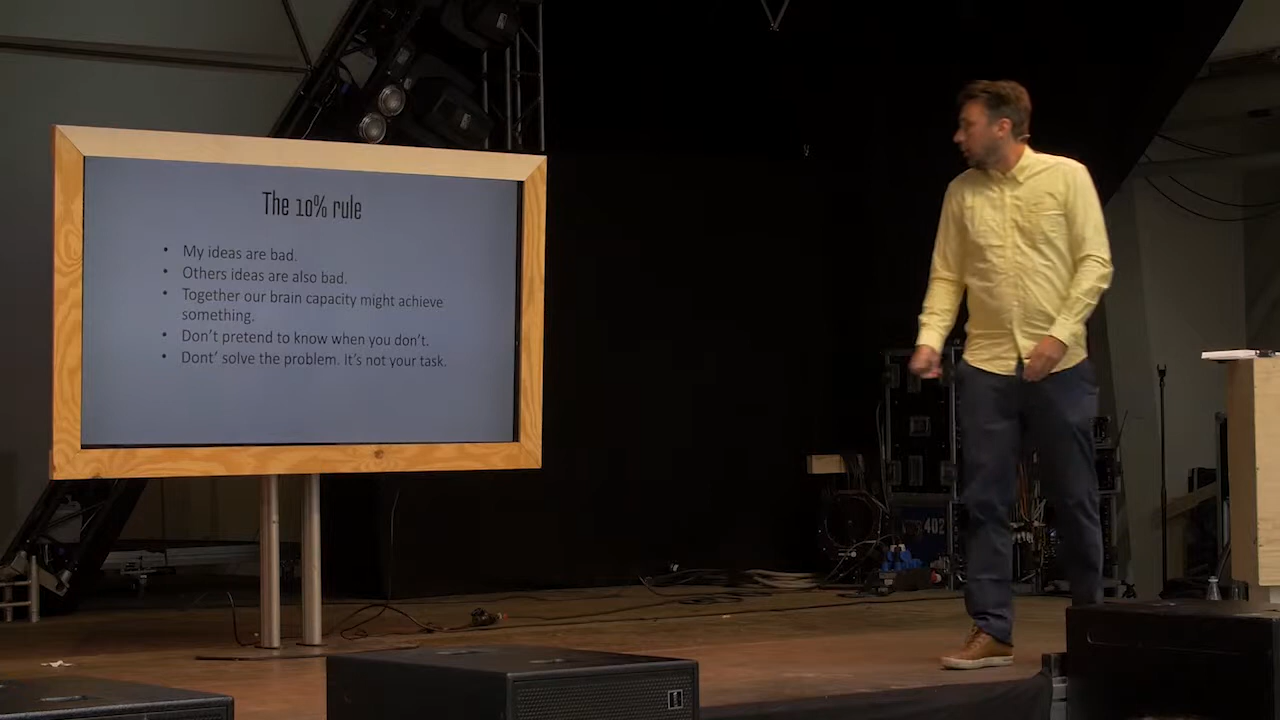 The 10% rule
• My ideas are bad.
• Others ideas are also bad.
• Together our brain capacity might achieve
something.
• Don't pretend to know when you don't.
• Dont' solve the problem. It's not your task.
402